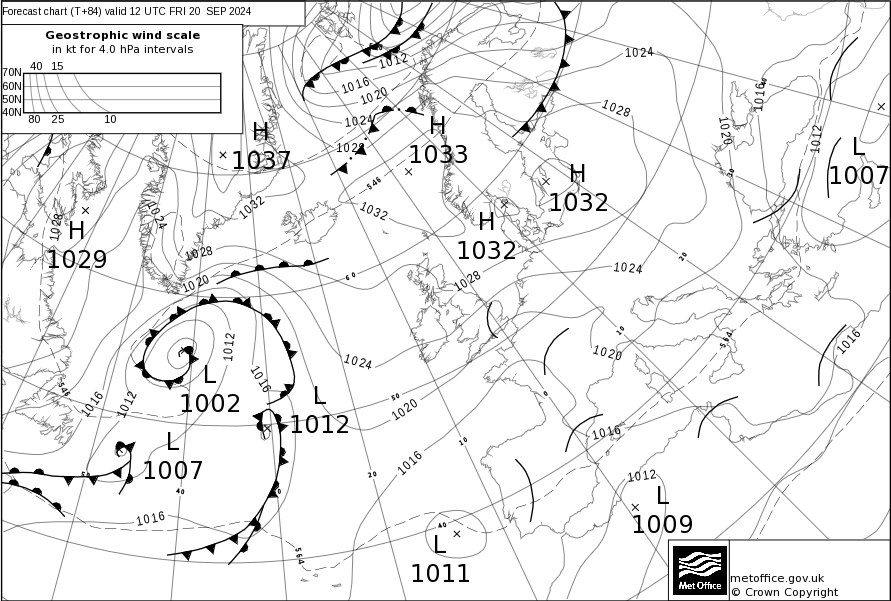 Forecast chart (T+84) valid 12 UTC FRI 20 SEP 2024
Geostrophic wind scale
in kt for 4.0 hPa intervals
40 15
70N
60N
50N
40N
80 25 10
1012
1016
1020
1024
1028
1024
1028
1016
1020
1012
H
1037
H
1033
H
1032
H
1032
L
1007
H
1029
546
1032
1032
1028
1024
1028
1020
60
1028
1024
20
10
564
1016
1020
1012
1016
1024
L
1002
L
1012
50
1020
0
546
1016
1012
10
1016
1016
L
1007
50
40
20
1012
L
1009
1016
40
L
1011
564
Met Office
metoffice.gov.uk
© Crown Copyright